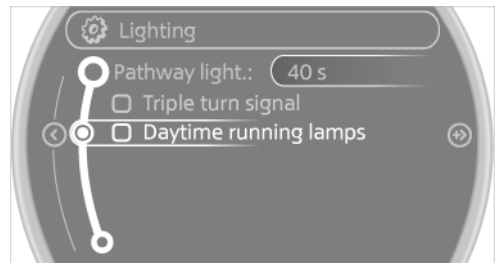 Lighting
Pathway light.: 40 s
Triple turn signal
Daytime running lamps